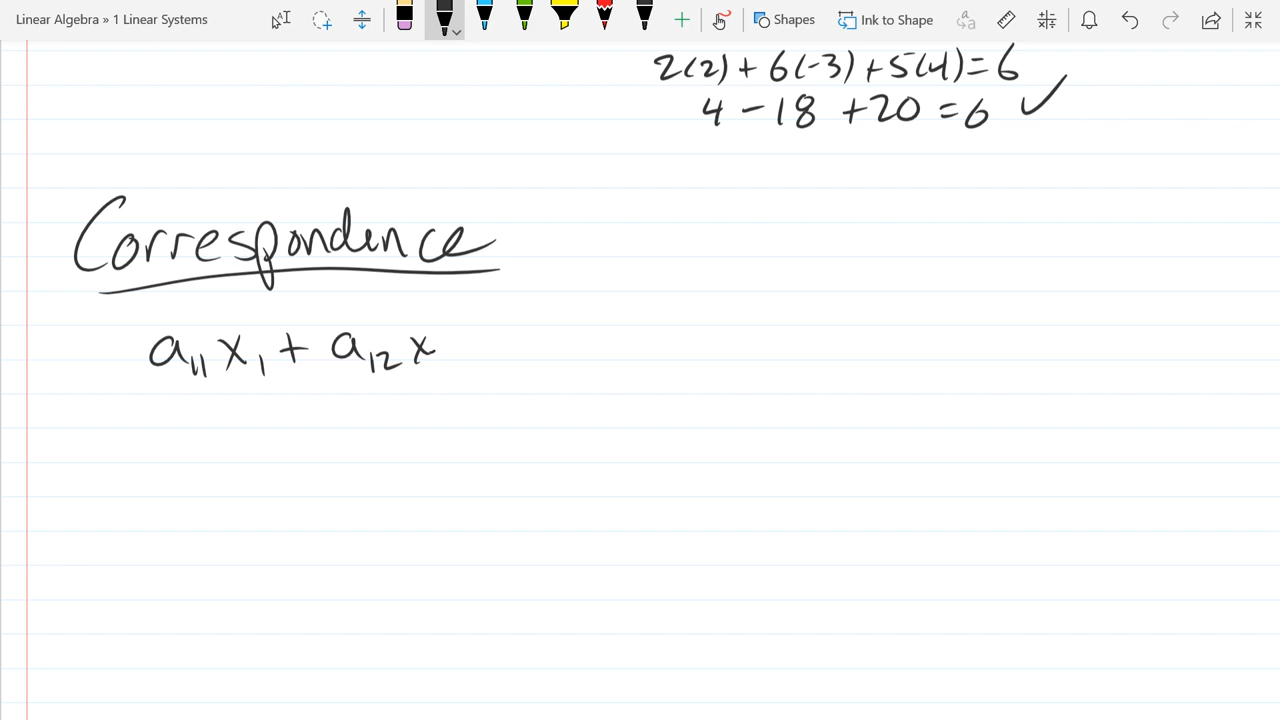 Linear Algebra » 1 Linear Systems Shapes Ink to Shape
2(2) + 6(-3) + 5(4) = 6
4 - 18 + 20 = 6 ✓
Correspondence
a₁₁ x₁ + a₁₂ x